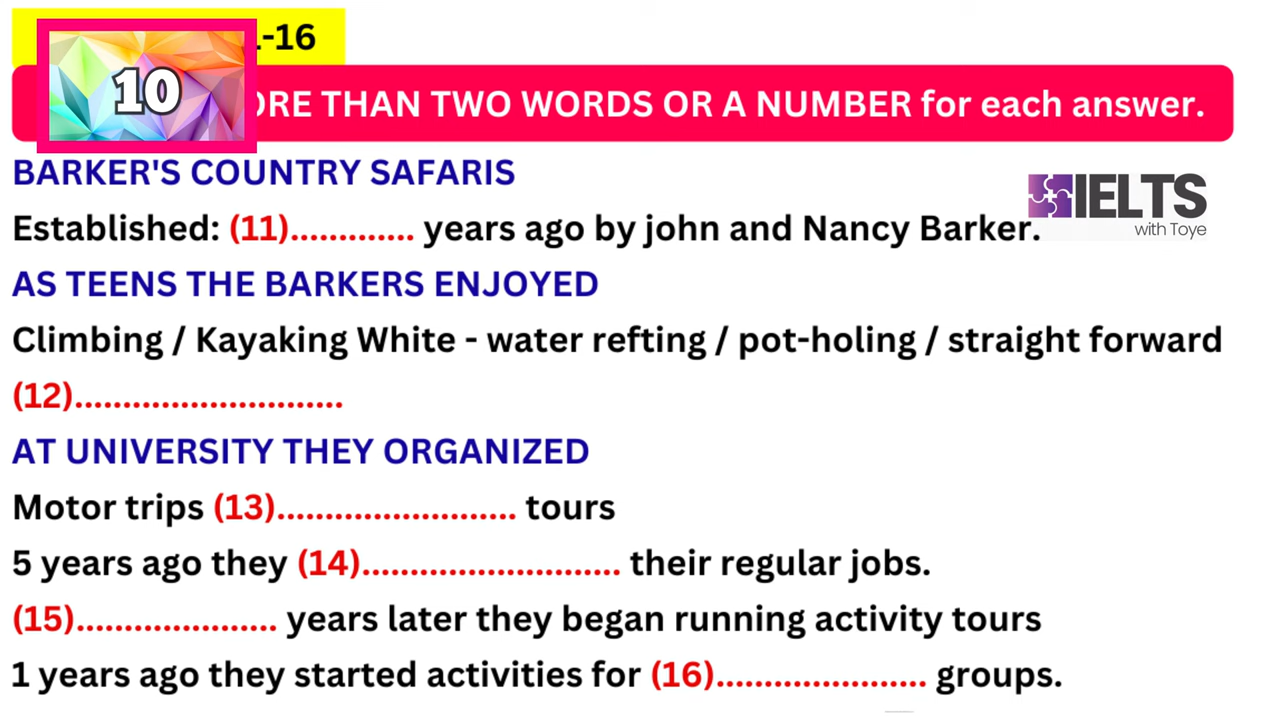 1-16
10
ORE THAN TWO WORDS OR A NUMBER for each answer.
BARKER'S COUNTRY SAFARIS
IELTS
with Toye
Established: (11)............. years ago by john and Nancy Barker.
AS TEENS THE BARKERS ENJOYED
Climbing / Kayaking White - water refting / pot-holing / straight forward
(12)............................
AT UNIVERSITY THEY ORGANIZED
Motor trips (13)......................... tours
5 years ago they (14)........................... their regular jobs.
(15)..................... years later they began running activity tours
1 years ago they started activities for (16)...................... groups.